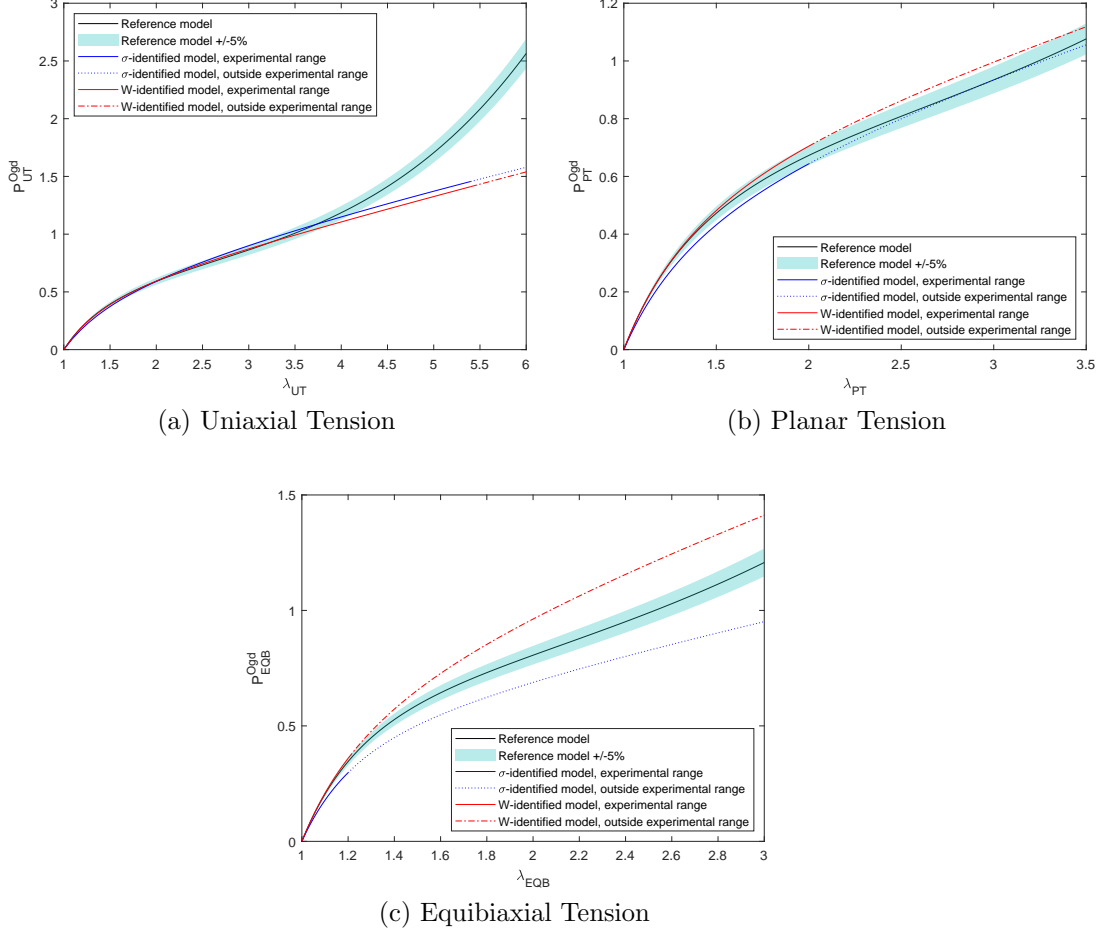 3
2.5
2
1.5
1
0.5
0
P_UT^Ogd
Reference model
Reference model +/-5%
σ-identified model, experimental range
σ-identified model, outside experimental range
W-identified model, experimental range
W-identified model, outside experimental range
1 1.5 2 2.5 3 3.5 4 4.5 5 5.5 6
λ_UT
(a) Uniaxial Tension
1.2
1
0.8
0.6
0.4
0.2
0
P_PT^Ogd
Reference model
Reference model +/-5%
σ-identified model, experimental range
σ-identified model, outside experimental range
W-identified model, experimental range
W-identified model, outside experimental range
1 1.5 2 2.5 3 3.5
λ_PT
(b) Planar Tension
1.5
1
0.5
0
P_EQB^Ogd
Reference model
Reference model +/-5%
σ-identified model, experimental range
σ-identified model, outside experimental range
W-identified model, experimental range
W-identified model, outside experimental range
1 1.2 1.4 1.6 1.8 2 2.2 2.4 2.6 2.8 3
λ_EQB
(c) Equibiaxial Tension